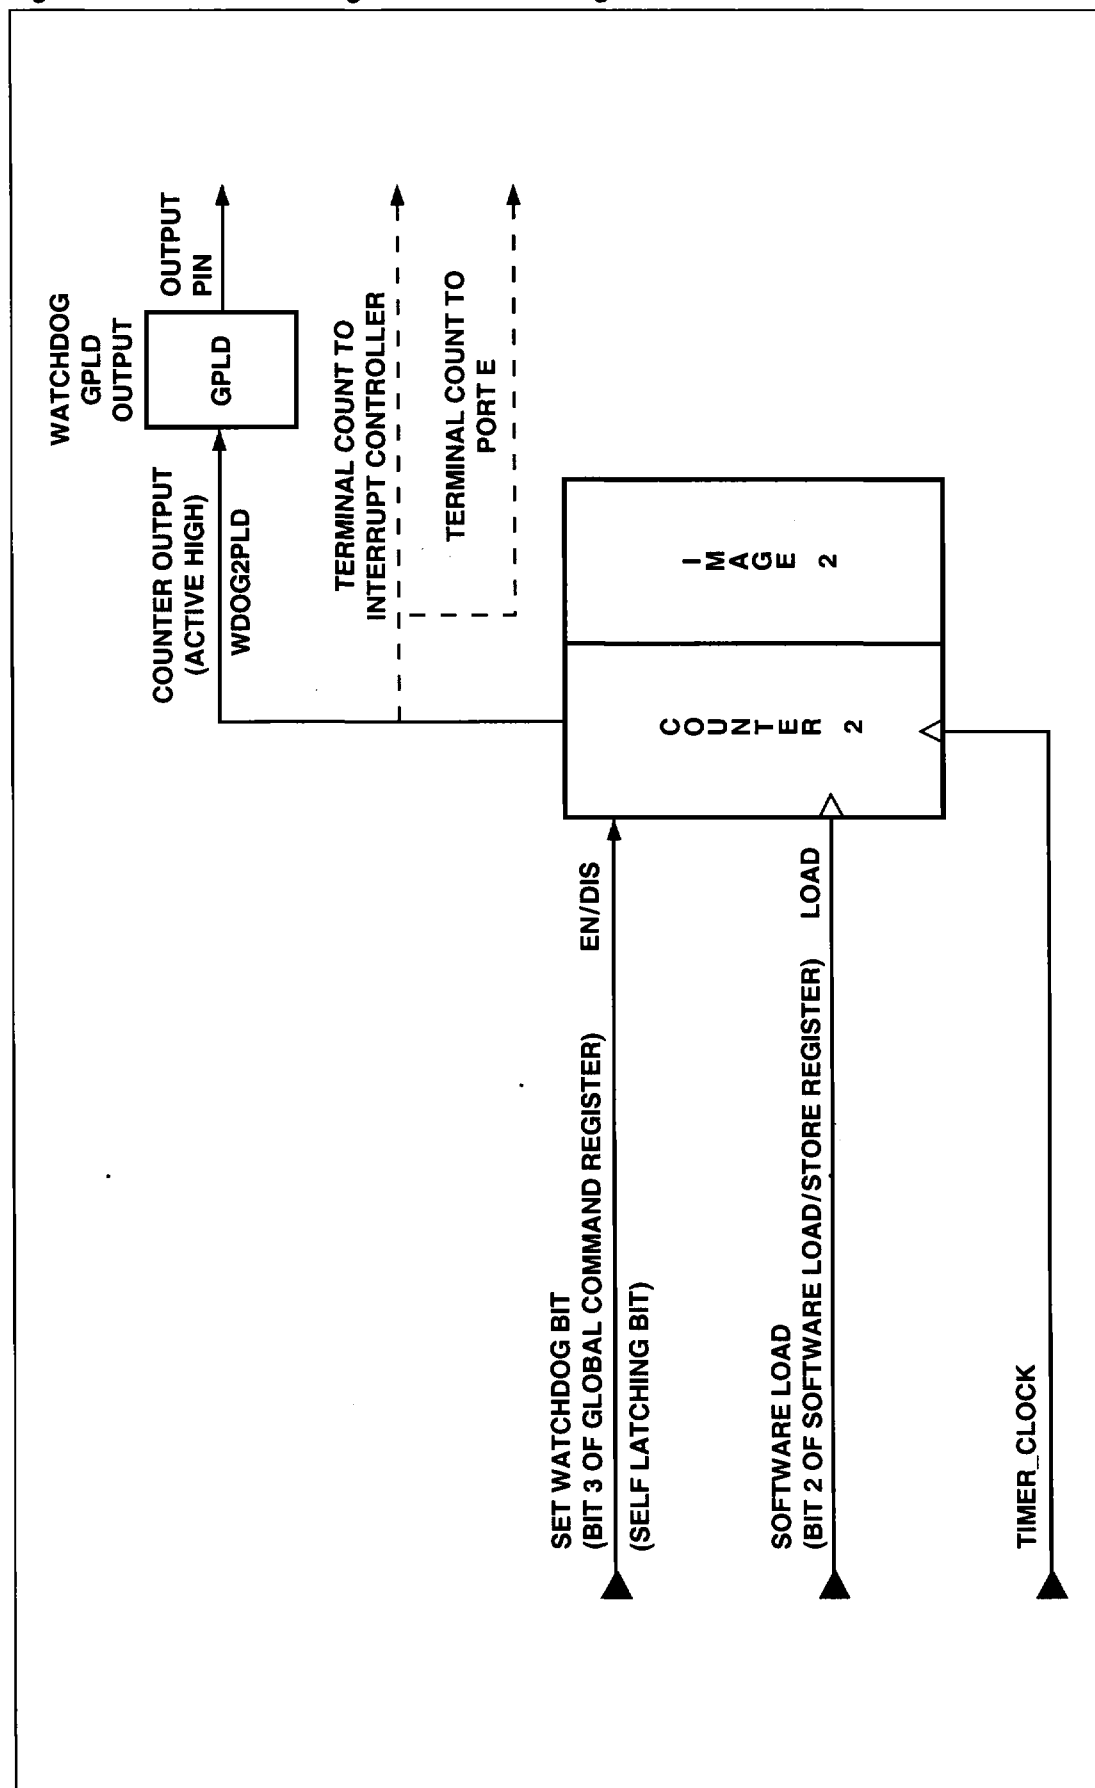 WATCHDOG
GPLD
OUTPUT
COUNTER OUTPUT
(ACTIVE HIGH)
WDOG2PLD
GPLD
OUTPUT
PIN
TERMINAL COUNT TO
INTERRUPT CONTROLLER
TERMINAL COUNT TO
PORT E
SET WATCHDOG BIT
(BIT 3 OF GLOBAL COMMAND REGISTER)
(SELF LATCHING BIT)
EN/DIS
COUNTER 2
IMAGE 2
SOFTWARE LOAD
(BIT 2 OF SOFTWARE LOAD/STORE REGISTER)
LOAD
TIMER_CLOCK